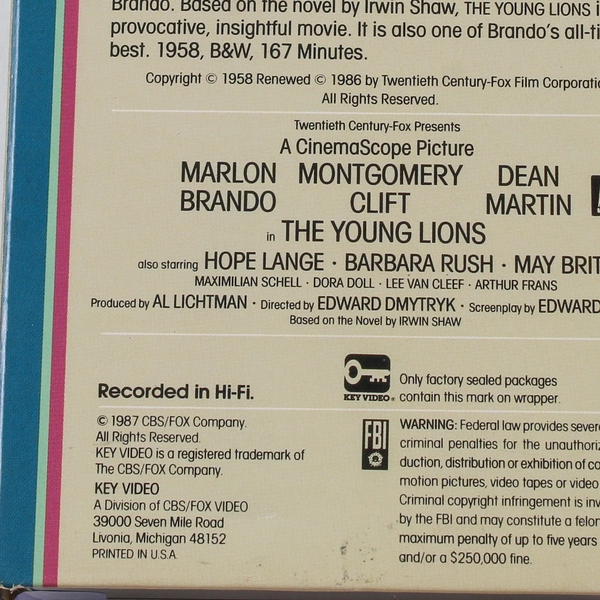 Brando. Based on the novel by Irwin Shaw, THE YOUNG LIONS i
provocative, insightful movie. It is also one of Brando's all-ti
best. 1958, B&W, 167 Minutes.
Copyright © 1958 Renewed © 1986 by Twentieth Century-Fox Film Corporatio
All Rights Reserved.
Twentieth Century-Fox Presents
A CinemaScope Picture
MARLON MONTGOMERY DEAN
BRANDO CLIFT MARTIN
in THE YOUNG LIONS
also starring HOPE LANGE · BARBARA RUSH · MAY BRIT
MAXIMILIAN SCHELL · DORA DOLL · LEE VAN CLEEF · ARTHUR FRANS
Produced by AL LICHTMAN · Directed by EDWARD DMYTRYK · Screenplay by EDWARD
Based on the Novel by IRWIN SHAW
KEY VIDEO®
Only factory sealed packages
contain this mark on wrapper.
Recorded in Hi-Fi.
© 1987 CBS/FOX Company.
All Rights Reserved.
KEY VIDEO is a registered trademark of
The CBS/FOX Company.
KEY VIDEO
A Division of CBS/FOX VIDEO
39000 Seven Mile Road
Livonia, Michigan 48152
PRINTED IN U.S.A.
FBI
WARNING: Federal law provides sever
criminal penalties for the unauthoriz
duction, distribution or exhibition of co
motion pictures, video tapes or video
Criminal copyright infringement is inv
by the FBI and may constitute a felon
maximum penalty of up to five years
and/or a $250,000 fine.